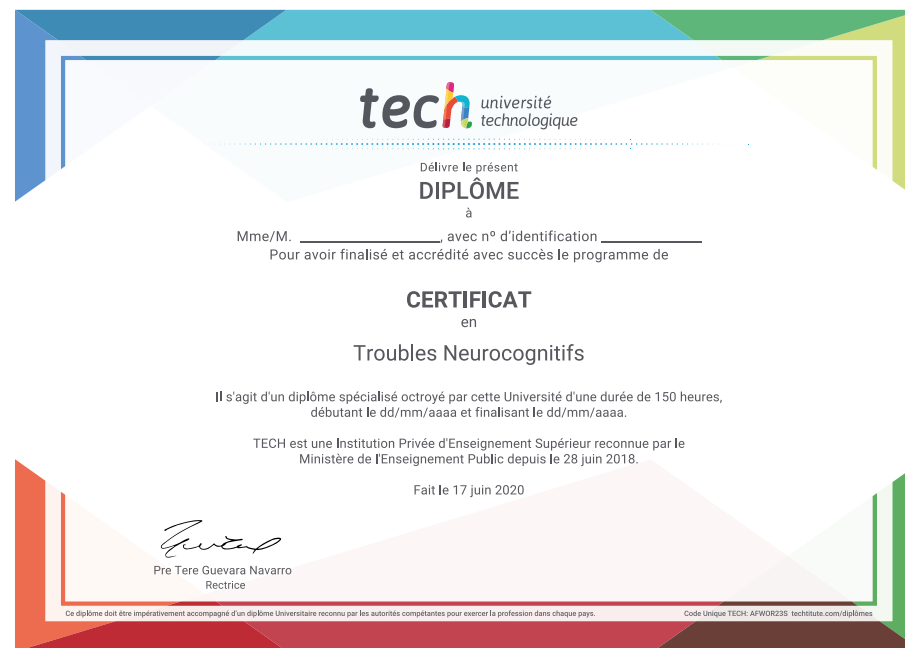 tech université
technologique
Délivre le présent
DIPLÔME
à
Mme/M. ____________________, avec nº d'identification ______________
Pour avoir finalisé et accrédité avec succès le programme de
CERTIFICAT
en
Troubles Neurocognitifs
Il s'agit d'un diplôme spécialisé octroyé par cette Université d'une durée de 150 heures,
débutant le dd/mm/aaaa et finalisant le dd/mm/aaaa.
TECH est une Institution Privée d'Enseignement Supérieur reconnue par le
Ministère de l'Enseignement Public depuis le 28 juin 2018.
Fait le 17 juin 2020
Pre Tere Guevara Navarro
Rectrice
Ce diplôme doit être impérativement accompagné d'un diplôme Universitaire reconnu par les autorités compétantes pour exercer la profession dans chaque pays.
Code Unique TECH: AFWOR23S techtitute.com/diplômes